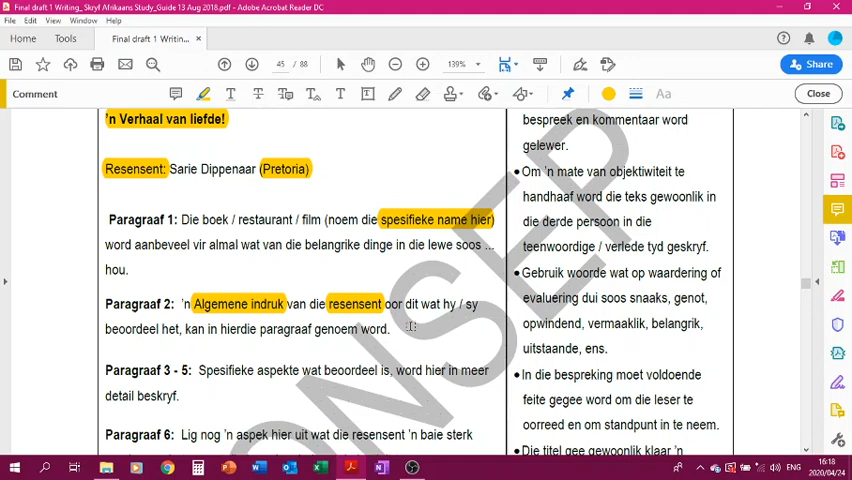 Final draft 1 Writing_ Skryf Afrikaans Study_Guide 13 Aug 2018.pdf - Adobe Acrobat Reader DC
File Edit View Window Help
Home Tools Final draft 1 Writin... ×
45 / 88 139% Share
Comment Aa Close
'n Verhaal van liefde!
Resensent: Sarie Dippenaar (Pretoria)
Paragraaf 1: Die boek / restaurant / film (noem die spesifieke name hier)
word aanbeveel vir almal wat van die belangrike dinge in die lewe soos ...
hou.
Paragraaf 2: 'n Algemene indruk van die resensent oor dit wat hy / sy
beoordeel het, kan in hierdie paragraaf genoem word.
Paragraaf 3 - 5: Spesifieke aspekte wat beoordeel is, word hier in meer
detail beskryf.
Paragraaf 6: Lig nog 'n aspek hier uit wat die resensent 'n baie sterk
bespreek en kommentaar word
gelewer.
• Om 'n mate van objektiwiteit te
handhaaf word die teks gewoonlik in
die derde persoon in die
teenwoordige / verlede tyd geskryf.
• Gebruik woorde wat op waardering of
evaluering dui soos snaaks, genot,
opwindend, vermaaklik, belangrik,
uitstaande, ens.
• In die bespreking moet voldoende
feite gegee word om die leser te
oorreed en om standpunt in te neem.
• Die titel gee gewoonlik klaar 'n
KONSEP
ENG
16:18
2020/04/24